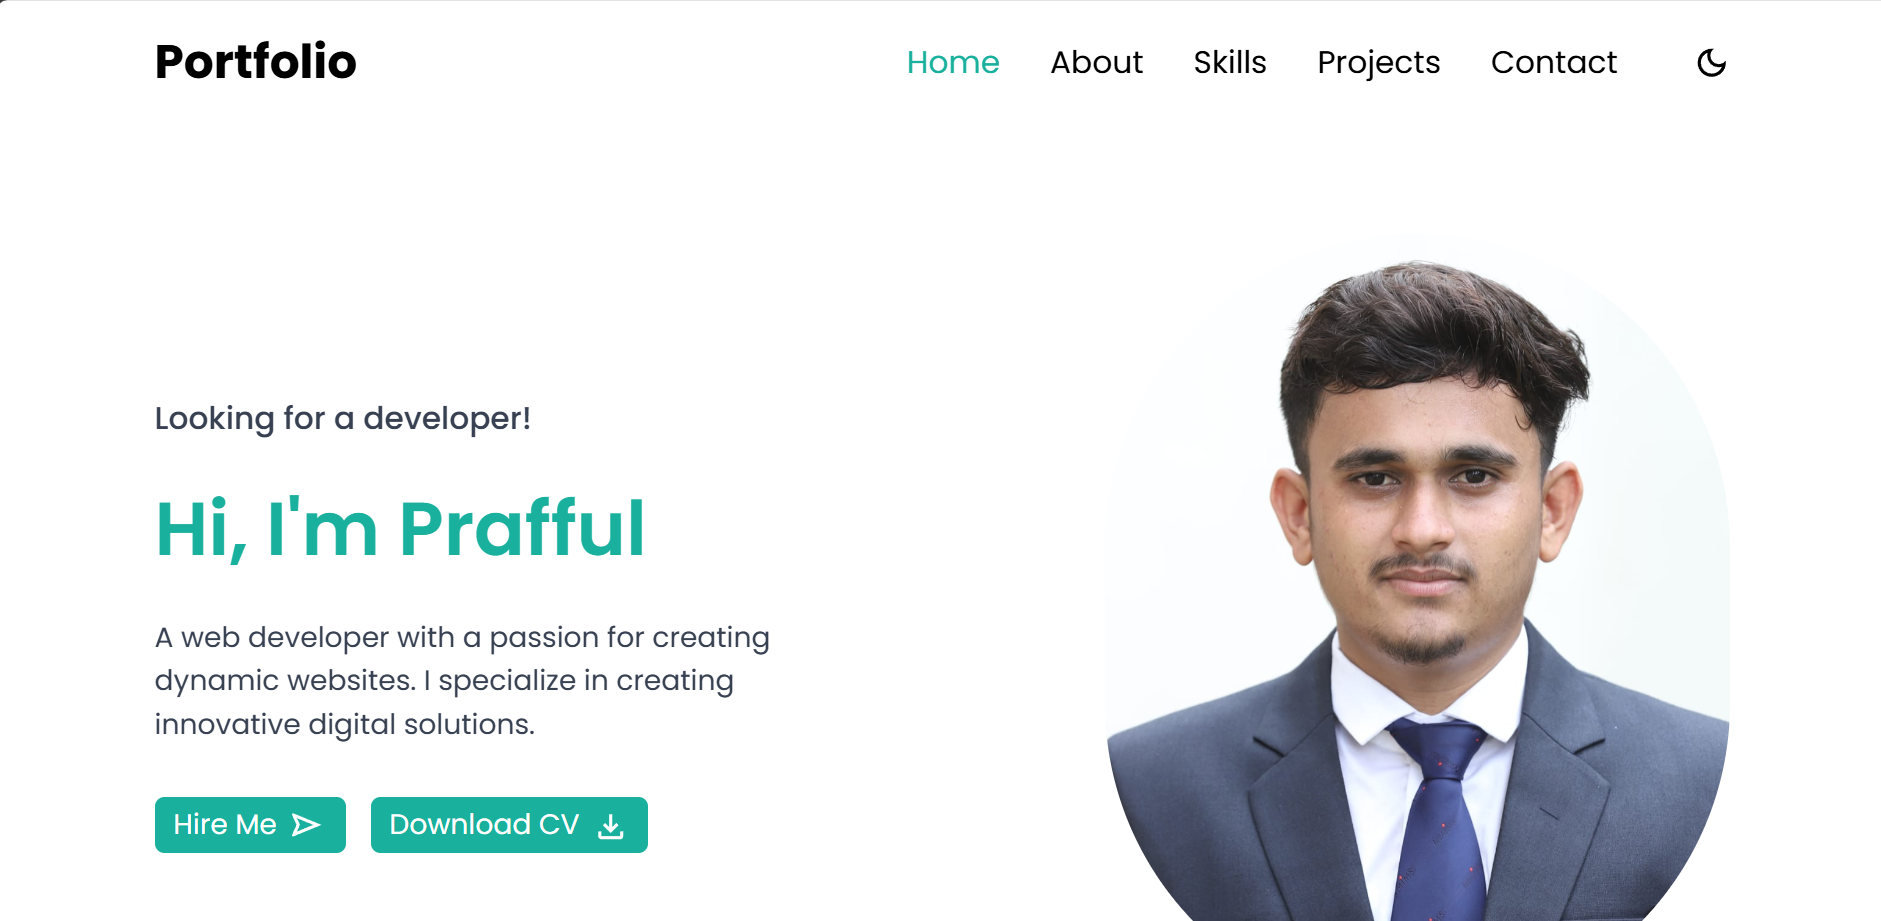 Portfolio
Home About Skills Projects Contact
Looking for a developer!
Hi, I'm Prafful
A web developer with a passion for creating
dynamic websites. I specialize in creating
innovative digital solutions.
Hire Me
Download CV